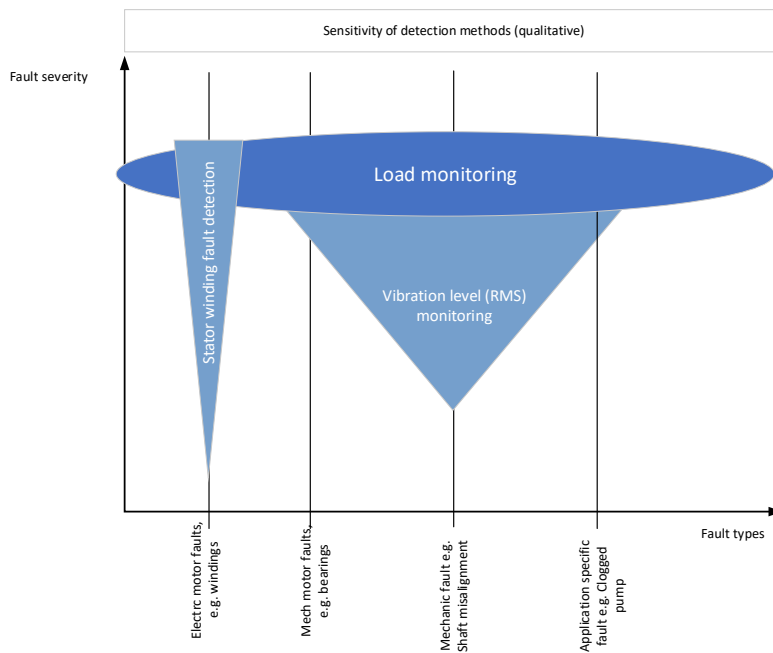 Sensitivity of detection methods (qualitative)
Fault severity
Load monitoring
Stator winding fault detection
Vibration level (RMS)
monitoring
Fault types
Electrc motor faults,
e.g. windings
Mech motor faults,
e.g. bearings
Mechanic fault e.g.
Shaft misalignment
Application specific
fault e.g. Clogged
pump